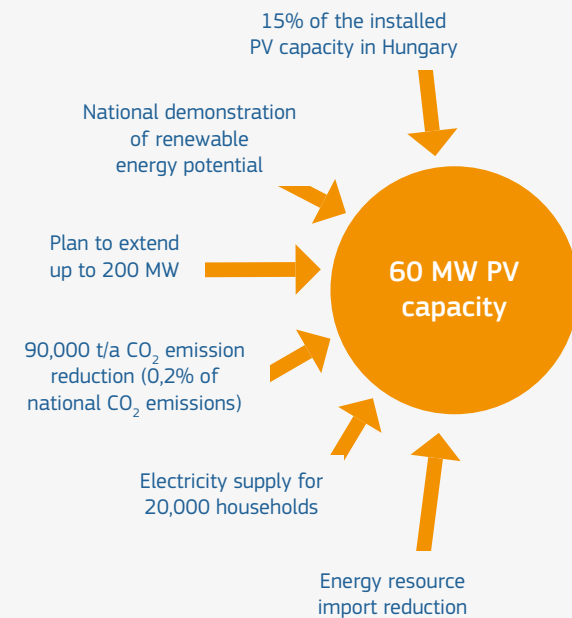 15% of the installed
PV capacity in Hungary
National demonstration
of renewable
energy potential
Plan to extend
up to 200 MW
60 MW PV
capacity
90,000 t/a CO₂ emission
reduction (0,2% of
national CO₂ emissions)
Electricity supply for
20,000 households
Energy resource
import reduction